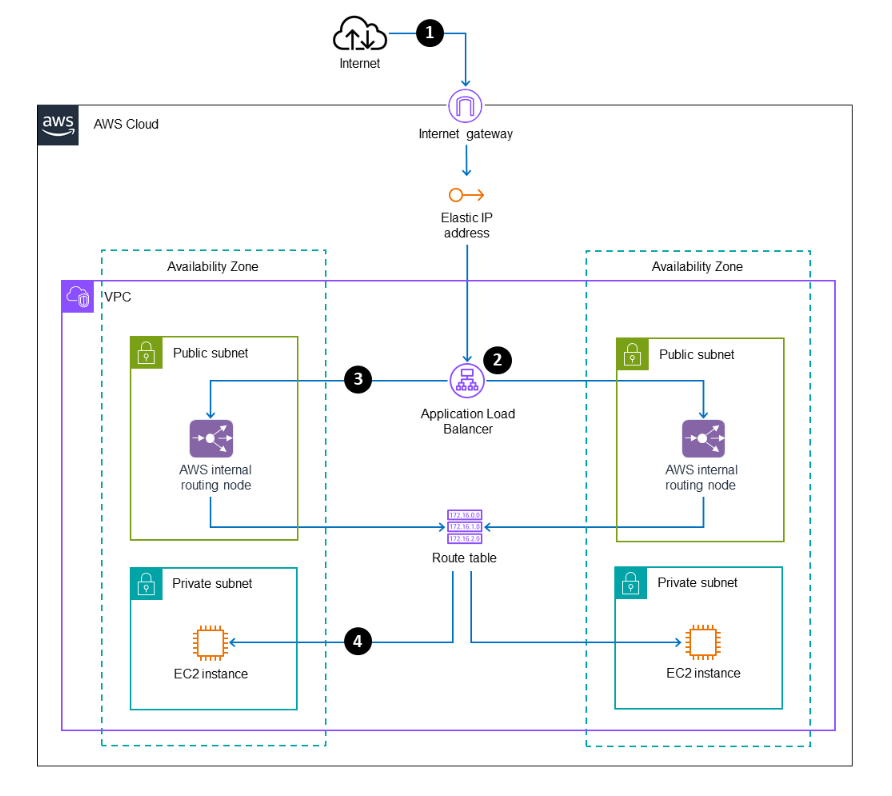 1
Internet
aws
AWS Cloud
Internet gateway
Elastic IP
address
Availability Zone
Availability Zone
VPC
Public subnet
Public subnet
2
3
Application Load
Balancer
AWS internal
routing node
AWS internal
routing node
172.16.0.0
172.16.1.0
172.16.2.0
Route table
Private subnet
Private subnet
4
EC2 instance
EC2 instance